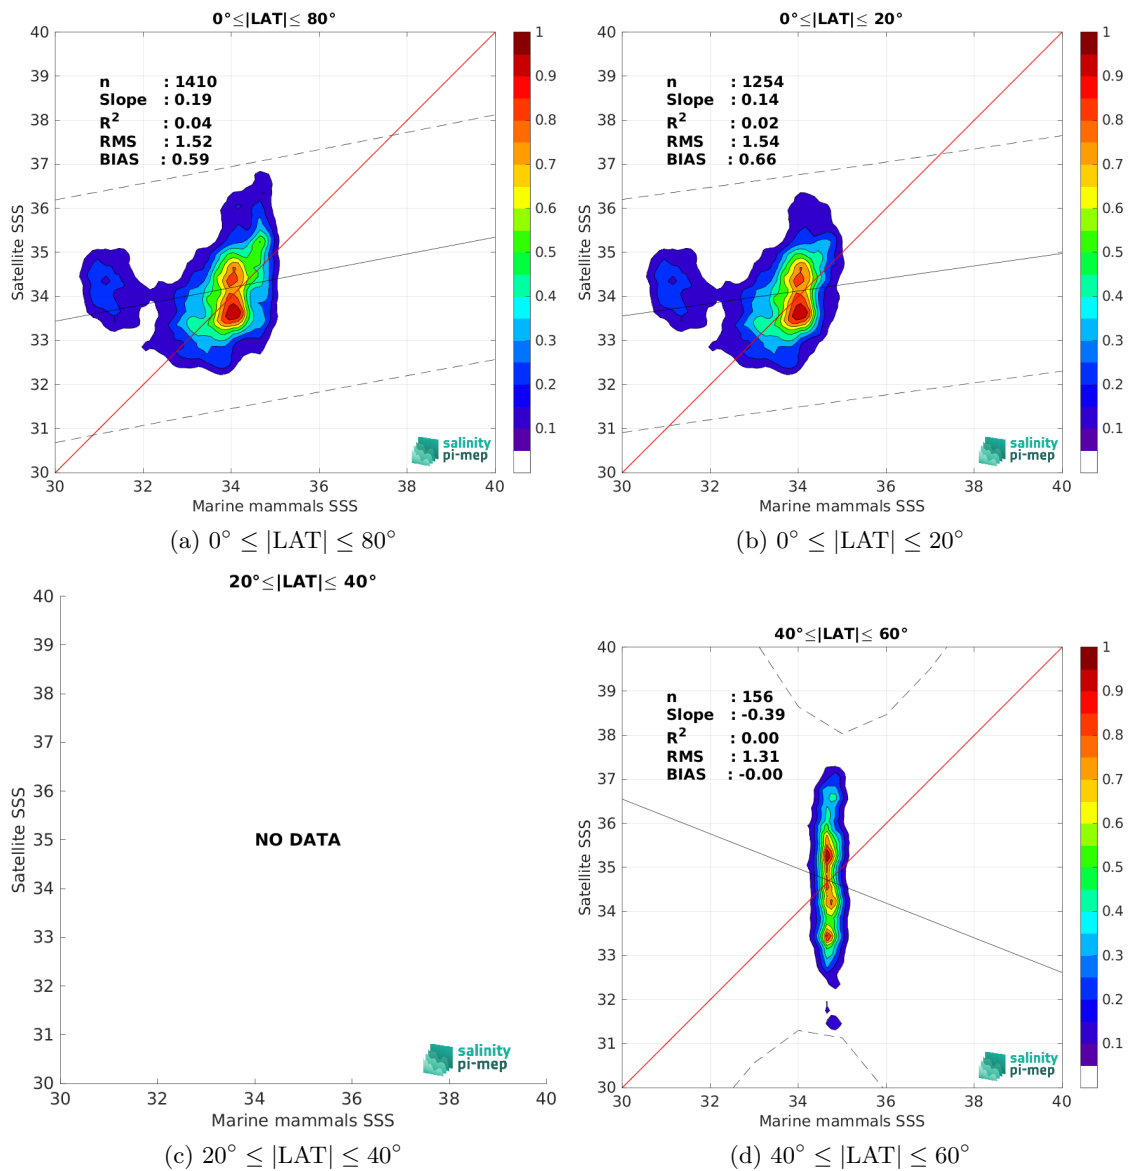 0°≤|LAT|≤ 80°
40
39
38
37
36
35
34
33
32
31
30
Satellite SSS
n : 1410
Slope : 0.19
R² : 0.04
RMS : 1.52
BIAS : 0.59
1
0.9
0.8
0.7
0.6
0.5
0.4
0.3
0.2
0.1
salinity
pi-mep
30 32 34 36 38 40
Marine mammals SSS
(a) 0° ≤ |LAT| ≤ 80°
0°≤|LAT|≤ 20°
40
39
38
37
36
35
34
33
32
31
30
Satellite SSS
n : 1254
Slope : 0.14
R² : 0.02
RMS : 1.54
BIAS : 0.66
1
0.9
0.8
0.7
0.6
0.5
0.4
0.3
0.2
0.1
salinity
pi-mep
30 32 34 36 38 40
Marine mammals SSS
(b) 0° ≤ |LAT| ≤ 20°
20°≤|LAT|≤ 40°
40
39
38
37
36
35
34
33
32
31
30
Satellite SSS
NO DATA
salinity
pi-mep
30 32 34 36 38 40
Marine mammals SSS
(c) 20° ≤ |LAT| ≤ 40°
40°≤|LAT|≤ 60°
40
39
38
37
36
35
34
33
32
31
30
Satellite SSS
n : 156
Slope : -0.39
R² : 0.00
RMS : 1.31
BIAS : -0.00
1
0.9
0.8
0.7
0.6
0.5
0.4
0.3
0.2
0.1
salinity
pi-mep
30 32 34 36 38 40
Marine mammals SSS
(d) 40° ≤ |LAT| ≤ 60°